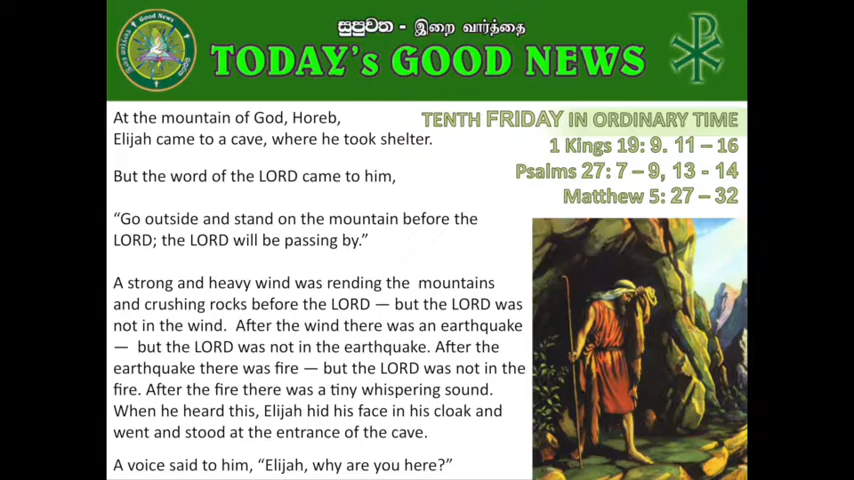 Good News
සුපුවත - இறை வார்த்தை
TODAY's GOOD NEWS
TENTH FRIDAY IN ORDINARY TIME
1 Kings 19: 9. 11 – 16
Psalms 27: 7 – 9, 13 - 14
Matthew 5: 27 – 32
At the mountain of God, Horeb,
Elijah came to a cave, where he took shelter.
But the word of the LORD came to him,
“Go outside and stand on the mountain before the
LORD; the LORD will be passing by.”
A strong and heavy wind was rending the mountains
and crushing rocks before the LORD — but the LORD was
not in the wind. After the wind there was an earthquake
— but the LORD was not in the earthquake. After the
earthquake there was fire — but the LORD was not in the
fire. After the fire there was a tiny whispering sound.
When he heard this, Elijah hid his face in his cloak and
went and stood at the entrance of the cave.
A voice said to him, “Elijah, why are you here?”